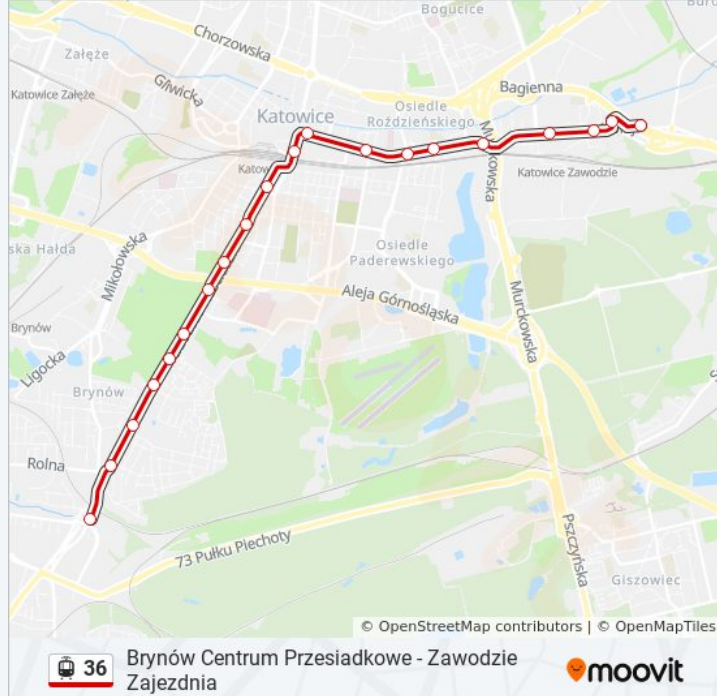 Bogucice
Chorzowska
Załęże
Gliwicka
Bagienna
Katowice Załęże
Osiedle
Roździeńskiego
Katowice
Murckowska
Katow
Katowice Zawodzie
ska Hałda
Mikołowska
Osiedle
Paderewskiego
Aleja Górnośląska
Murckowska
Brynów
Ligocka
Brynów
Rolna
73 Pułku Piechoty
Pszczyńska
Giszowiec
© OpenStreetMap contributors | © OpenMapTiles
36
Brynów Centrum Przesiadkowe - Zawodzie
Zajezdnia
moovit